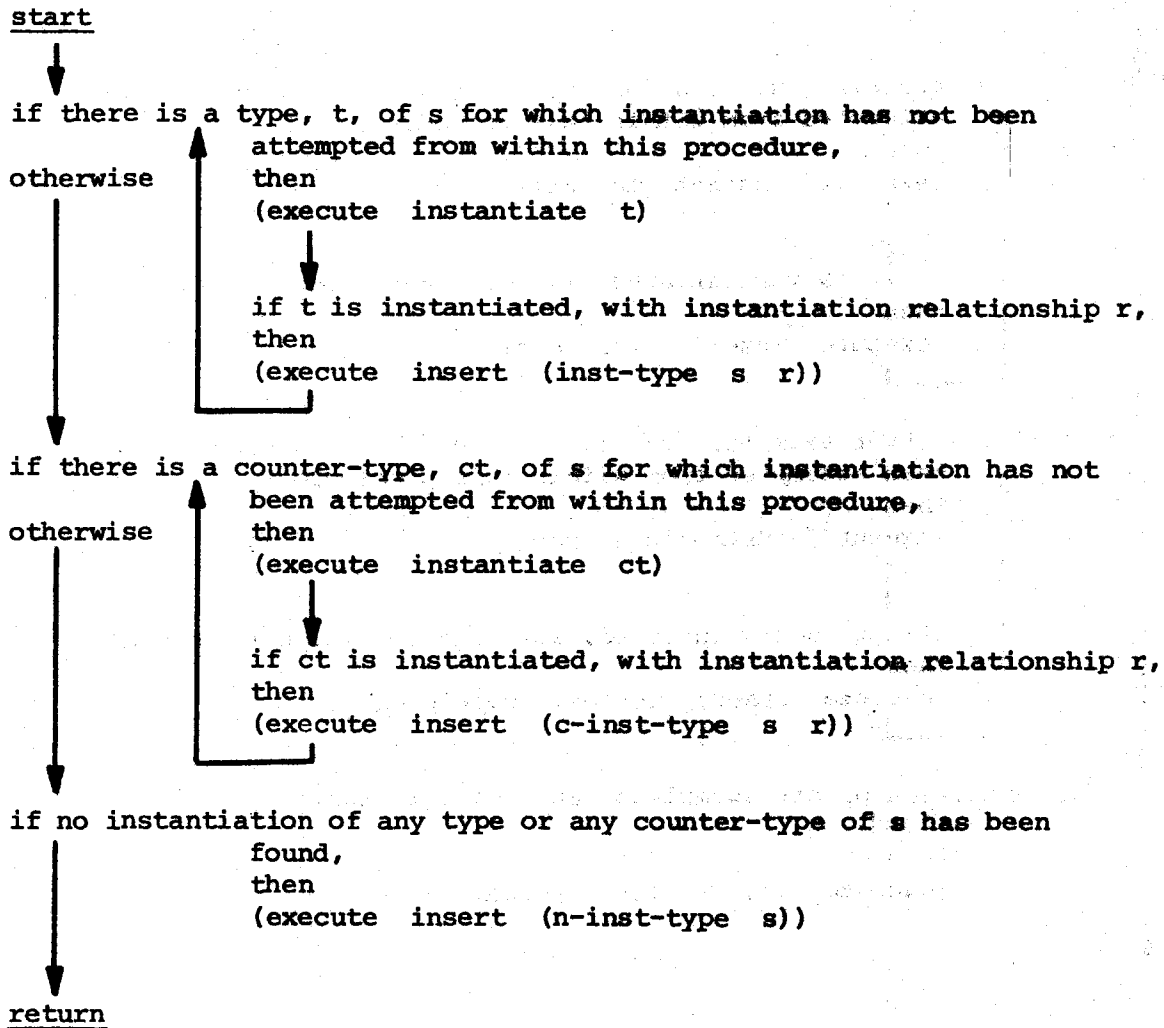 start
if there is a type, t, of s for which instantiation has not been
attempted from within this procedure,
otherwise then
(execute instantiate t)
if t is instantiated, with instantiation relationship r,
then
(execute insert (inst-type s r))
if there is a counter-type, ct, of s for which instantiation has not
been attempted from within this procedure,
otherwise then
(execute instantiate ct)
if ct is instantiated, with instantiation relationship r,
then
(execute insert (c-inst-type s r))
if no instantiation of any type or any counter-type of s has been
found,
then
(execute insert (n-inst-type s))
return